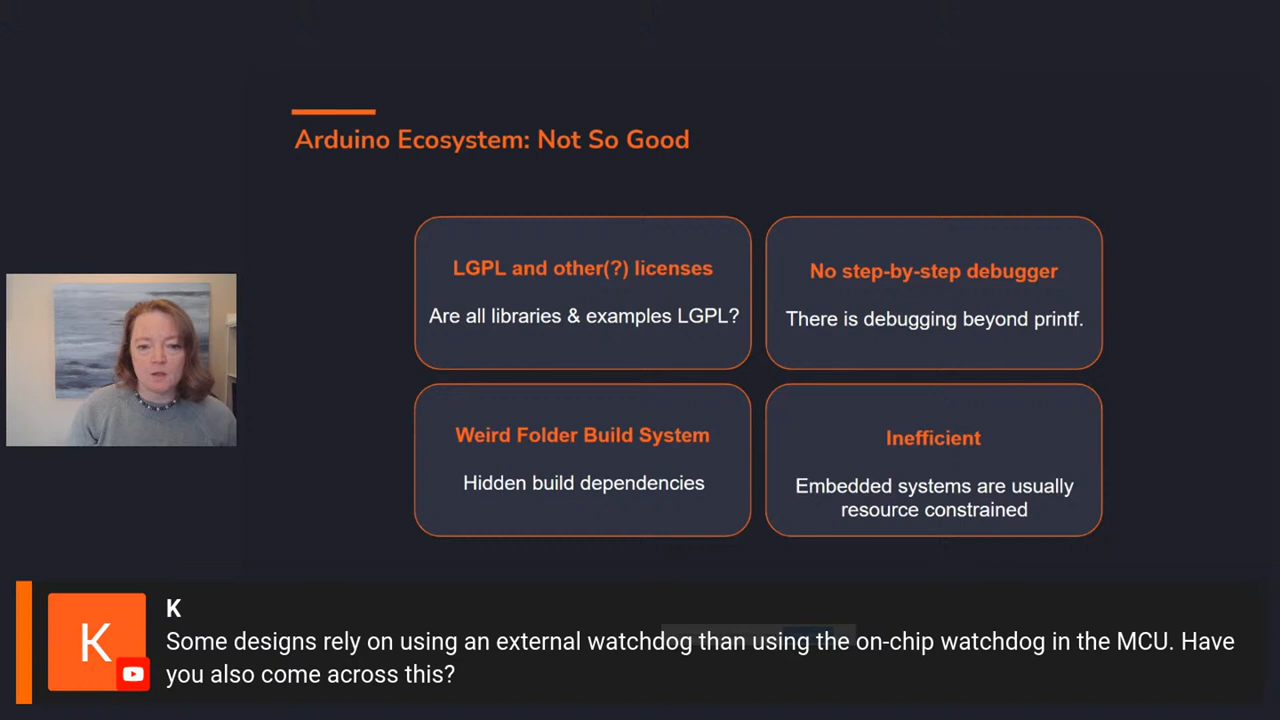 Arduino Ecosystem: Not So Good
LGPL and other(?) licenses
Are all libraries & examples LGPL?
No step-by-step debugger
There is debugging beyond printf.
Weird Folder Build System
Hidden build dependencies
Inefficient
Embedded systems are usually
resource constrained
K
K
Some designs rely on using an external watchdog than using the on-chip watchdog in the MCU. Have
you also come across this?